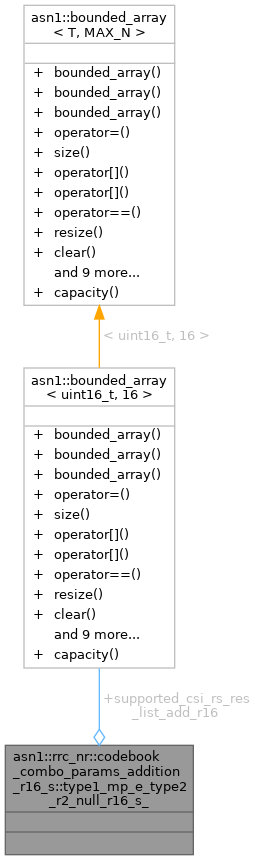 asn1::bounded_array
< T, MAX_N >
+ bounded_array()
+ bounded_array()
+ bounded_array()
+ operator=()
+ size()
+ operator[]()
+ operator[]()
+ operator==()
+ resize()
+ clear()
and 9 more...
+ capacity()
< uint16_t, 16 >
asn1::bounded_array
< uint16_t, 16 >
+ bounded_array()
+ bounded_array()
+ bounded_array()
+ operator=()
+ size()
+ operator[]()
+ operator[]()
+ operator==()
+ resize()
+ clear()
and 9 more...
+ capacity()
+supported_csi_rs_res
_list_add_r16
asn1::rrc_nr::codebook
_combo_params_addition
_r16_s::type1_mp_e_type2
_r2_null_r16_s_